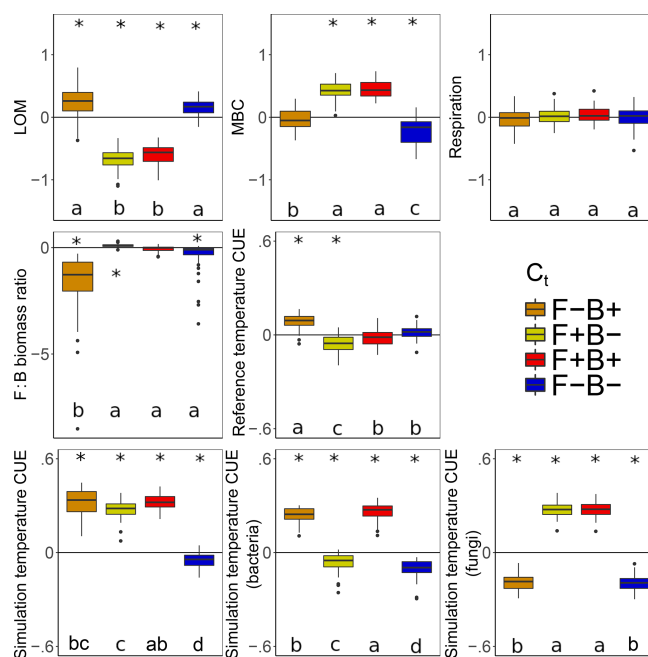 * * * *
LOM
1
0
−1
a b b a
* * * *
MBC
1
0
−1
b a a c
Respiration
1
0
−1
a a a a
F:B biomass ratio
0
−5
* * *
b a a a
Reference temperature CUE
.6
0
−.6
* *
a c b b
Ct
F−B+
F+B−
F+B+
F−B−
Simulation temperature CUE
.6
0
−.6
* * * *
bc c ab d
Simulation temperature CUE
(bacteria)
.6
0
−.6
* * * *
b c a d
Simulation temperature CUE
(fungi)
.6
0
−.6
* * * *
b a a b